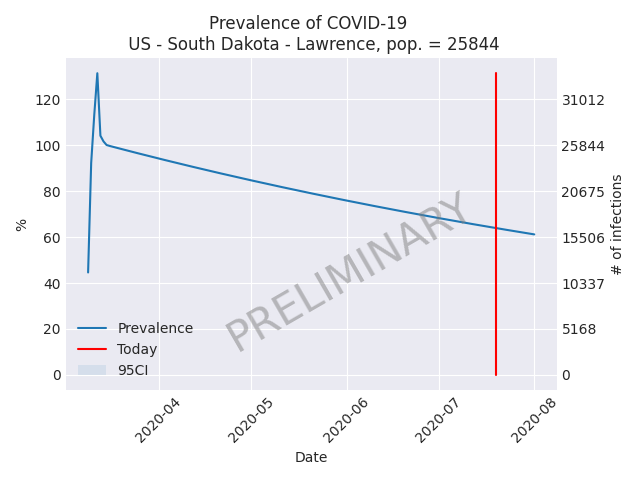 Prevalence of COVID-19
US - South Dakota - Lawrence, pop. = 25844
120
100
80
60
40
20
0
%
31012
25844
20675
15506
10337
5168
0
# of infections
PRELIMINARY
Prevalence
Today
95CI
2020-04
2020-05
2020-06
2020-07
2020-08
Date